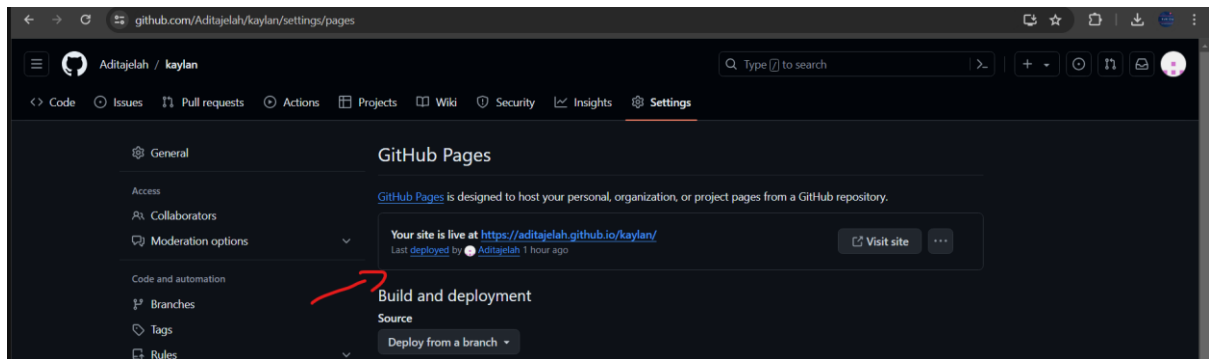 github.com/Aditajelah/kaylan/settings/pages
Aditajelah / kaylan
Type / to search
Code Issues Pull requests Actions Projects Wiki Security Insights Settings
General
Access
Collaborators
Moderation options
Code and automation
Branches
Tags
Rules
GitHub Pages
GitHub Pages is designed to host your personal, organization, or project pages from a GitHub repository.
Your site is live at https://aditajelah.github.io/kaylan/
Last deployed by Aditajelah 1 hour ago
Visit site
Build and deployment
Source
Deploy from a branch